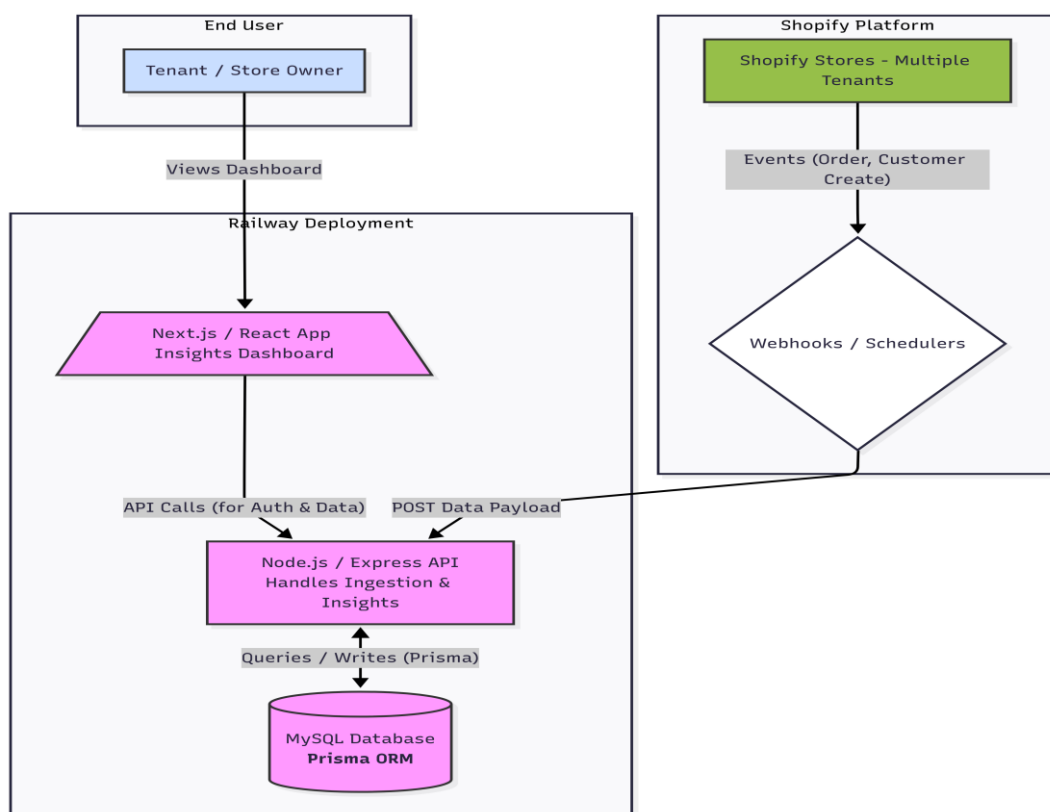 End User
Tenant / Store Owner
Views Dashboard
Shopify Platform
Shopify Stores - Multiple
Tenants
Events (Order, Customer
Create)
Webhooks / Schedulers
Railway Deployment
Next.js / React App
Insights Dashboard
API Calls (for Auth & Data)
POST Data Payload
Node.js / Express API
Handles Ingestion &
Insights
Queries / Writes (Prisma)
MySQL Database
Prisma ORM